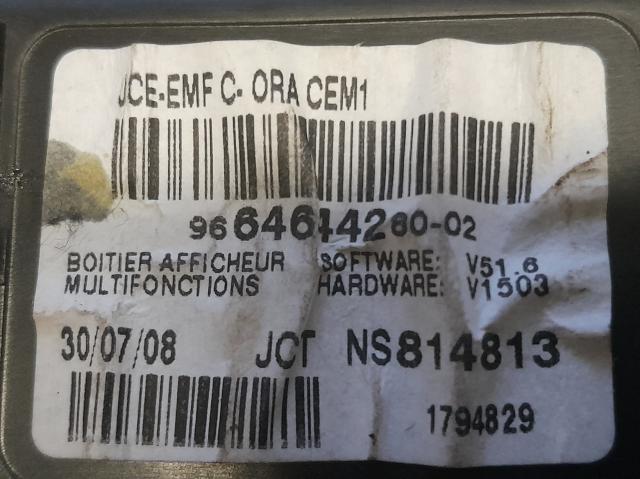 UCE-EMF C- ORA CEM1
9664644280-02
BOITIER AFFICHEUR SOFTWARE: V51.6
MULTIFONCTIONS HARDWARE: V1503
30/07/08 JCT NS814813
1794829